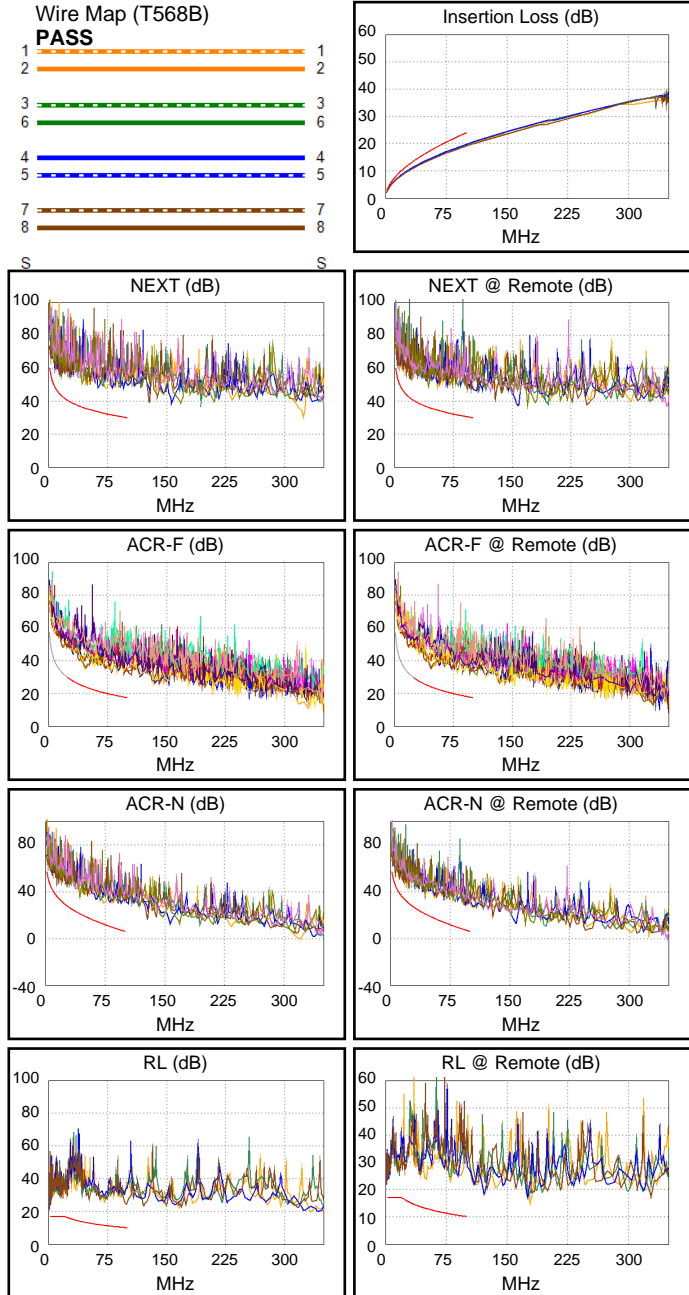 Wire Map (T568B)
PASS
1 1
2 2
3 3
6 6
4 4
5 5
7 7
8 8
S S
Insertion Loss (dB)
60
50
40
30
20
10
0
0 75 150 225 300
MHz
NEXT (dB)
100
80
60
40
20
0
0 75 150 225 300
MHz
NEXT @ Remote (dB)
100
80
60
40
20
0
0 75 150 225 300
MHz
ACR-F (dB)
100
80
60
40
20
0
0 75 150 225 300
MHz
ACR-F @ Remote (dB)
100
80
60
40
20
0
0 75 150 225 300
MHz
ACR-N (dB)
80
40
0
-40
0 75 150 225 300
MHz
ACR-N @ Remote (dB)
80
40
0
-40
0 75 150 225 300
MHz
RL (dB)
100
80
60
40
20
0
0 75 150 225 300
MHz
RL @ Remote (dB)
60
50
40
30
20
10
0
0 75 150 225 300
MHz